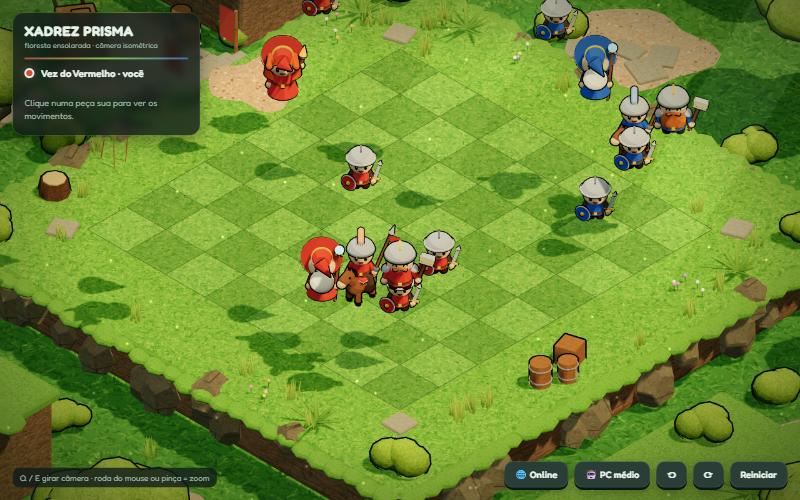 XADREZ PRISMA
floresta ensolarada · câmera isométrica
Vez do Vermelho · você
Clique numa peça sua para ver os
movimentos.
Q / E girar câmera · roda do mouse ou pinça = zoom
Online
PC médio
Reiniciar